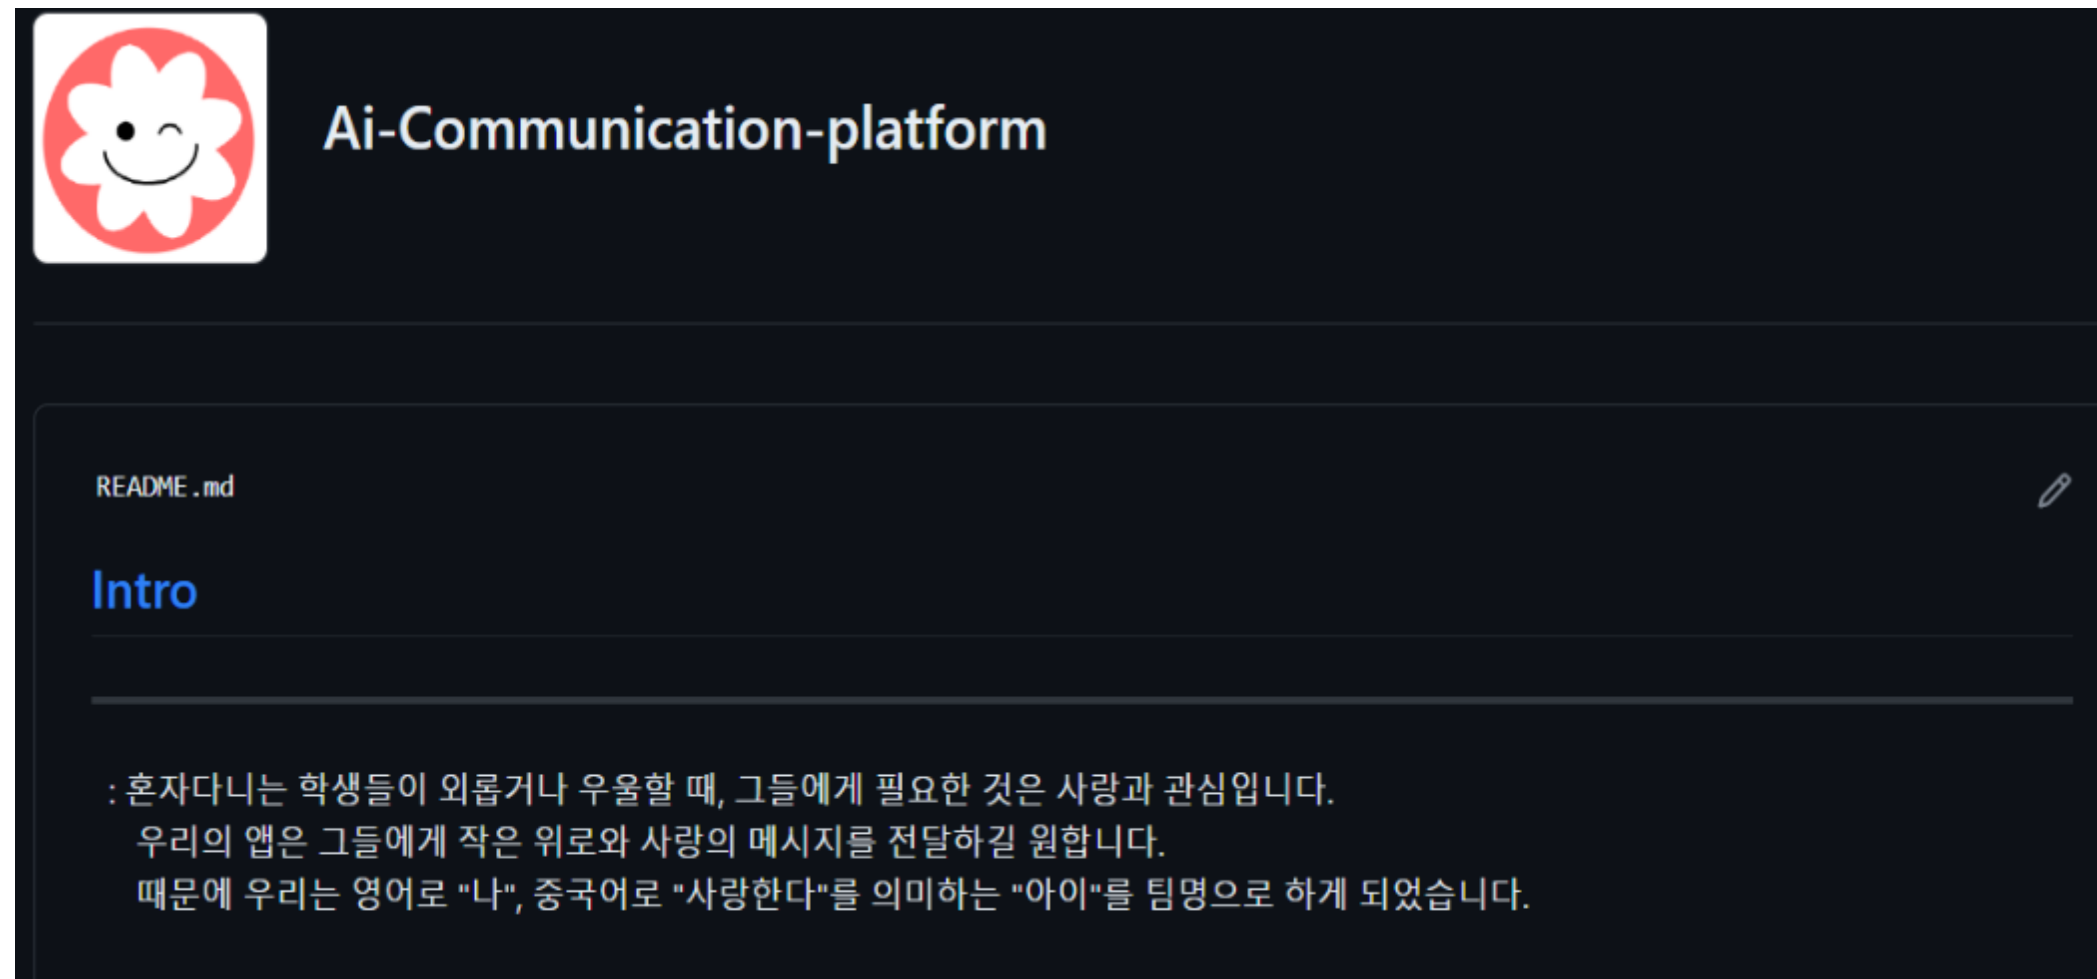 Ai-Communication-platform
README.md
Intro
: 혼자다니는 학생들이 외롭거나 우울할 때, 그들에게 필요한 것은 사랑과 관심입니다.
우리의 앱은 그들에게 작은 위로와 사랑의 메시지를 전달하길 원합니다.
때문에 우리는 영어로 "나", 중국어로 "사랑한다"를 의미하는 "아이"를 팀명으로 하게 되었습니다.